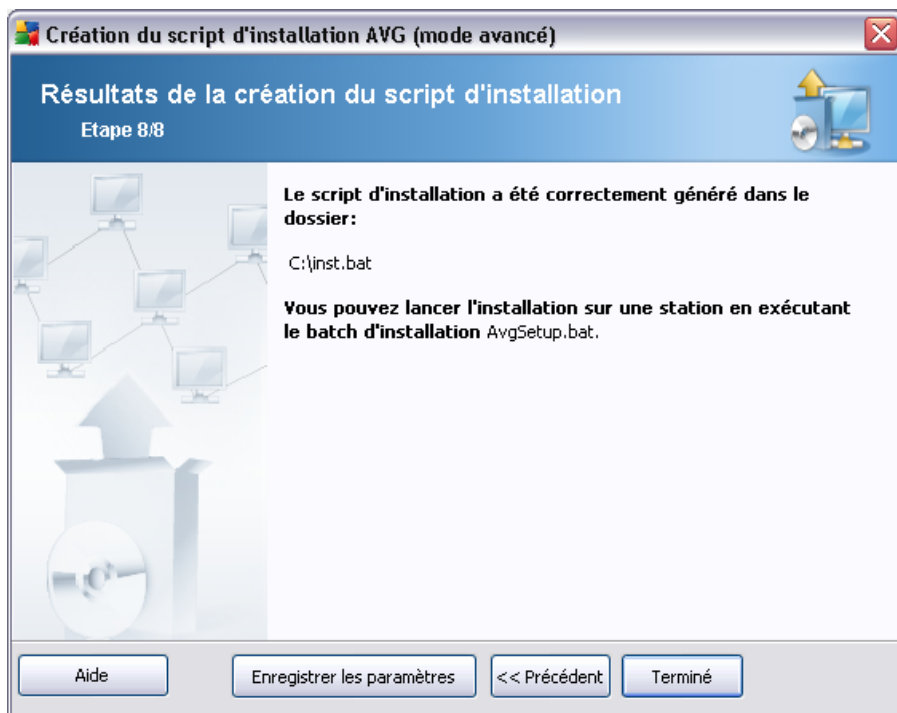 Création du script d'installation AVG (mode avancé)
Résultats de la création du script d'installation
Etape 8/8
Le script d'installation a été correctement généré dans le
dossier:
C:\inst.bat
Vous pouvez lancer l'installation sur une station en exécutant
le batch d'installation AvgSetup.bat.
Aide
Enregistrer les paramètres
<< Précédent
Terminé